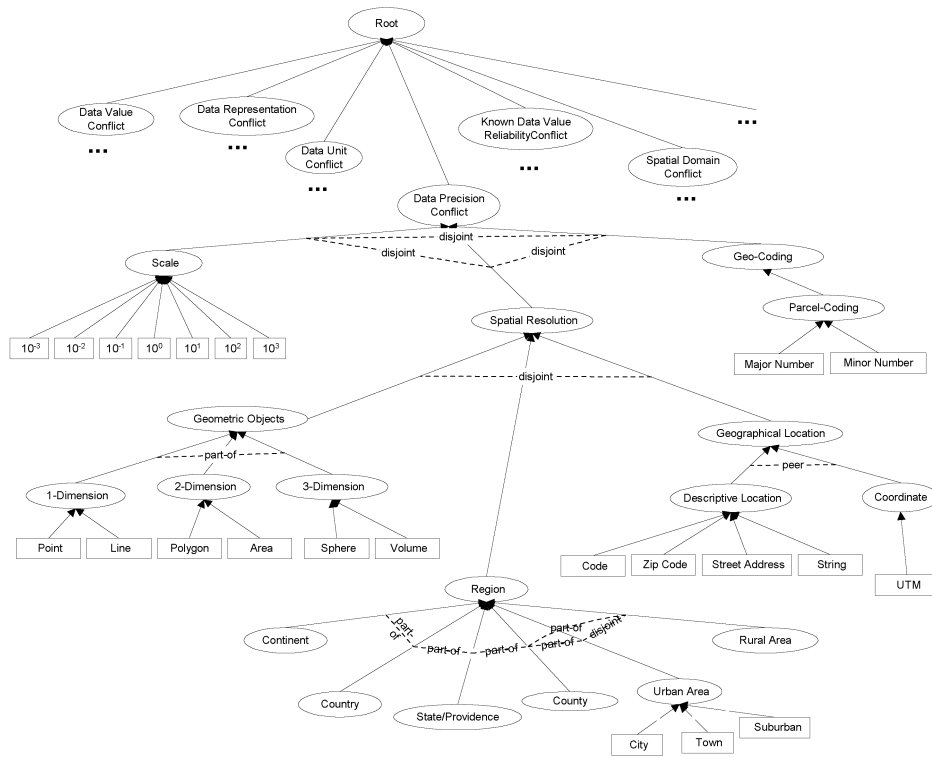 Root
Data Value
Conflict
...
Data Representation
Conflict
...
Data Unit
Conflict
...
Known Data Value
ReliabilityConflict
...
Spatial Domain
Conflict
...
...
Data Precision
Conflict
disjoint
disjoint
disjoint
Scale
Geo-Coding
10-3
10-2
10-1
100
101
102
103
Spatial Resolution
Parcel-Coding
Major Number
Minor Number
disjoint
Geometric Objects
Geographical Location
part-of
peer
1-Dimension
2-Dimension
3-Dimension
Descriptive Location
Coordinate
Point
Line
Polygon
Area
Sphere
Volume
Code
Zip Code
Street Address
String
UTM
Region
part-
of
part-of
part-of
part-of
part-of
disjoint
Continent
Rural Area
Country
State/Providence
County
Urban Area
City
Town
Suburban